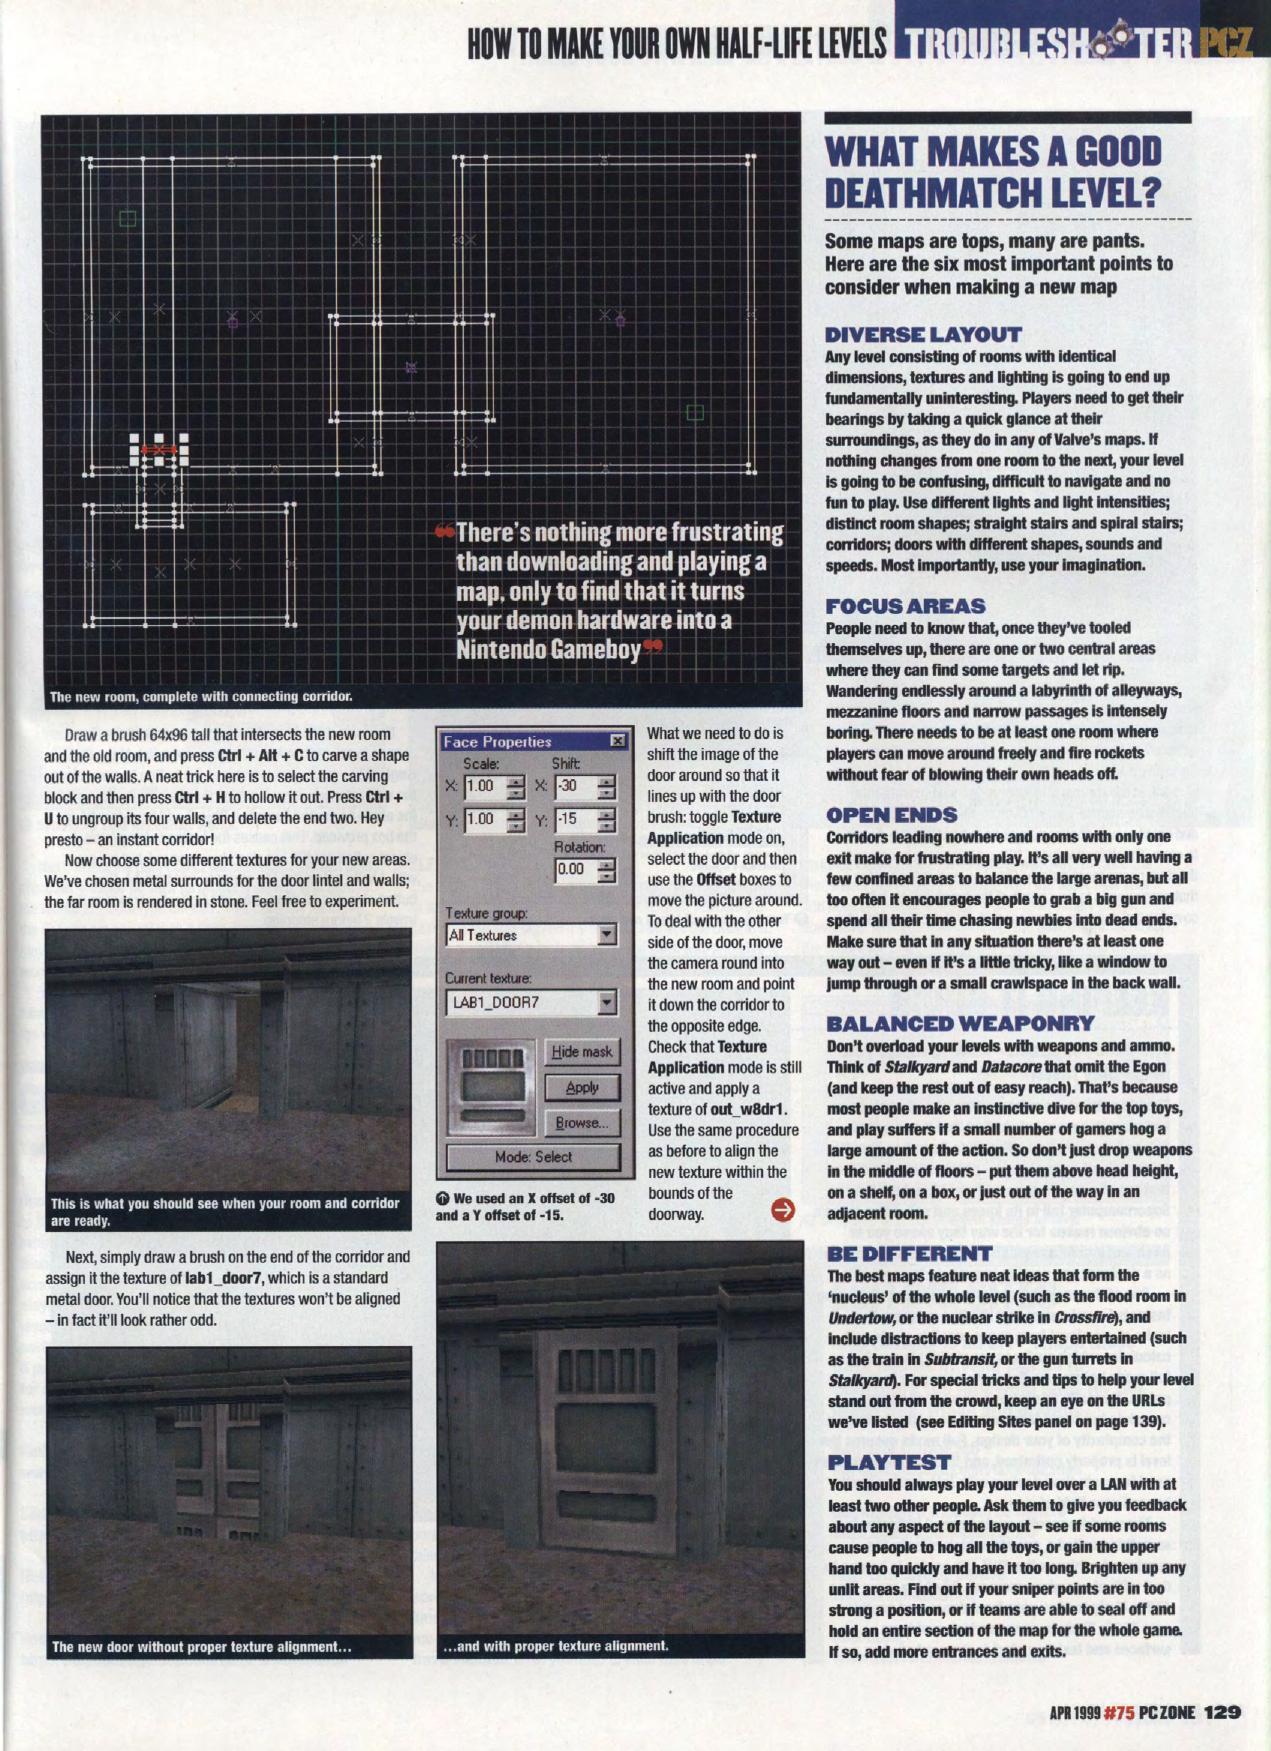 HOW TO MAKE YOUR OWN HALF-LIFE LEVELS TROUBLESHOOTER PCZ
“There's nothing more frustrating
than downloading and playing a
map, only to find that it turns
your demon hardware into a
Nintendo Gameboy”
The new room, complete with connecting corridor.
Draw a brush 64x96 tall that intersects the new room
and the old room, and press Ctrl + Alt + C to carve a shape
out of the walls. A neat trick here is to select the carving
block and then press Ctrl + H to hollow it out. Press Ctrl +
U to ungroup its four walls, and delete the end two. Hey
presto – an instant corridor!
Now choose some different textures for your new areas.
We've chosen metal surrounds for the door lintel and walls;
the far room is rendered in stone. Feel free to experiment.
This is what you should see when your room and corridor
are ready.
Next, simply draw a brush on the end of the corridor and
assign it the texture of lab1_door7, which is a standard
metal door. You'll notice that the textures won't be aligned
– in fact it'll look rather odd.
The new door without proper texture alignment...
Face Properties
Scale: Shift:
X: 1.00 X: -30
Y: 1.00 Y: -15
Rotation:
0.00
Texture group:
All Textures
Current texture:
LAB1_DOOR7
Hide mask
Apply
Browse...
Mode: Select
We used an X offset of -30
and a Y offset of -15.
What we need to do is
shift the image of the
door around so that it
lines up with the door
brush: toggle Texture
Application mode on,
select the door and then
use the Offset boxes to
move the picture around.
To deal with the other
side of the door, move
the camera round into
the new room and point
it down the corridor to
the opposite edge.
Check that Texture
Application mode is still
active and apply a
texture of out_w8dr1.
Use the same procedure
as before to align the
new texture within the
bounds of the
doorway.
...and with proper texture alignment.
WHAT MAKES A GOOD
DEATHMATCH LEVEL?
Some maps are tops, many are pants.
Here are the six most important points to
consider when making a new map
DIVERSE LAYOUT
Any level consisting of rooms with identical
dimensions, textures and lighting is going to end up
fundamentally uninteresting. Players need to get their
bearings by taking a quick glance at their
surroundings, as they do in any of Valve's maps. If
nothing changes from one room to the next, your level
is going to be confusing, difficult to navigate and no
fun to play. Use different lights and light intensities;
distinct room shapes; straight stairs and spiral stairs;
corridors; doors with different shapes, sounds and
speeds. Most importantly, use your imagination.
FOCUS AREAS
People need to know that, once they've tooled
themselves up, there are one or two central areas
where they can find some targets and let rip.
Wandering endlessly around a labyrinth of alleyways,
mezzanine floors and narrow passages is intensely
boring. There needs to be at least one room where
players can move around freely and fire rockets
without fear of blowing their own heads off.
OPEN ENDS
Corridors leading nowhere and rooms with only one
exit make for frustrating play. It's all very well having a
few confined areas to balance the large arenas, but all
too often it encourages people to grab a big gun and
spend all their time chasing newbies into dead ends.
Make sure that in any situation there's at least one
way out – even if it's a little tricky, like a window to
jump through or a small crawlspace in the back wall.
BALANCED WEAPONRY
Don't overload your levels with weapons and ammo.
Think of Stalkyard and Datacore that omit the Egon
(and keep the rest out of easy reach). That's because
most people make an instinctive dive for the top toys,
and play suffers if a small number of gamers hog a
large amount of the action. So don't just drop weapons
in the middle of floors – put them above head height,
on a shelf, on a box, or just out of the way in an
adjacent room.
BE DIFFERENT
The best maps feature neat ideas that form the
'nucleus' of the whole level (such as the flood room in
Undertow, or the nuclear strike in Crossfire), and
include distractions to keep players entertained (such
as the train in Subtransit, or the gun turrets in
Stalkyard). For special tricks and tips to help your level
stand out from the crowd, keep an eye on the URLs
we've listed (see Editing Sites panel on page 139).
PLAYTEST
You should always play your level over a LAN with at
least two other people. Ask them to give you feedback
about any aspect of the layout – see if some rooms
cause people to hog all the toys, or gain the upper
hand too quickly and have it too long. Brighten up any
unlit areas. Find out if your sniper points are in too
strong a position, or if teams are able to seal off and
hold an entire section of the map for the whole game.
If so, add more entrances and exits.
APR 1999 #75 PC ZONE 129